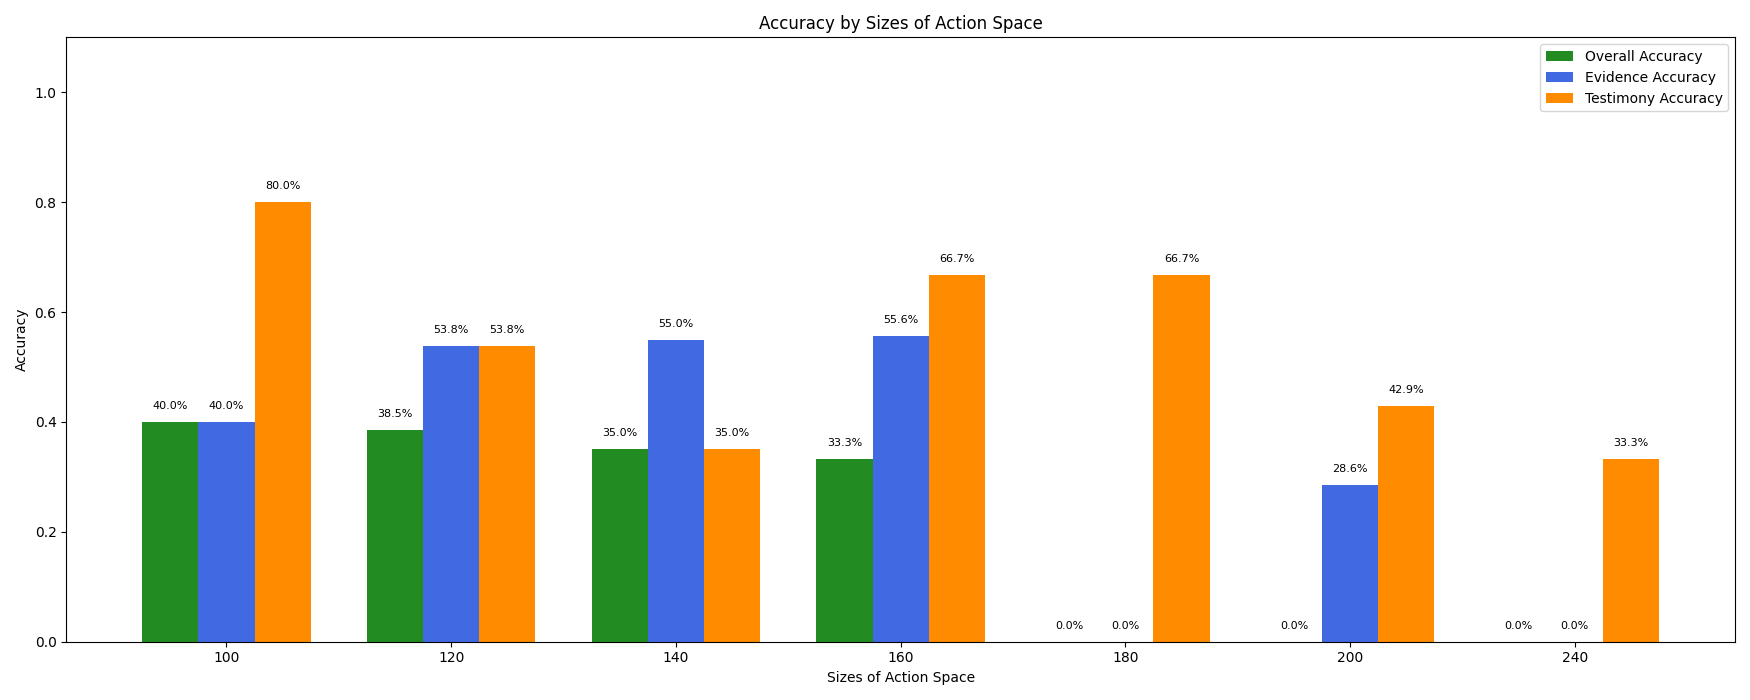 Accuracy by Sizes of Action Space
Overall Accuracy
Evidence Accuracy
Testimony Accuracy
Accuracy
1.0
0.8
0.6
0.4
0.2
0.0
40.0% 40.0% 80.0%
38.5% 53.8% 53.8%
35.0% 55.0% 35.0%
33.3% 55.6% 66.7%
0.0% 0.0% 66.7%
0.0% 28.6% 42.9%
0.0% 0.0% 33.3%
100 120 140 160 180 200 240
Sizes of Action Space